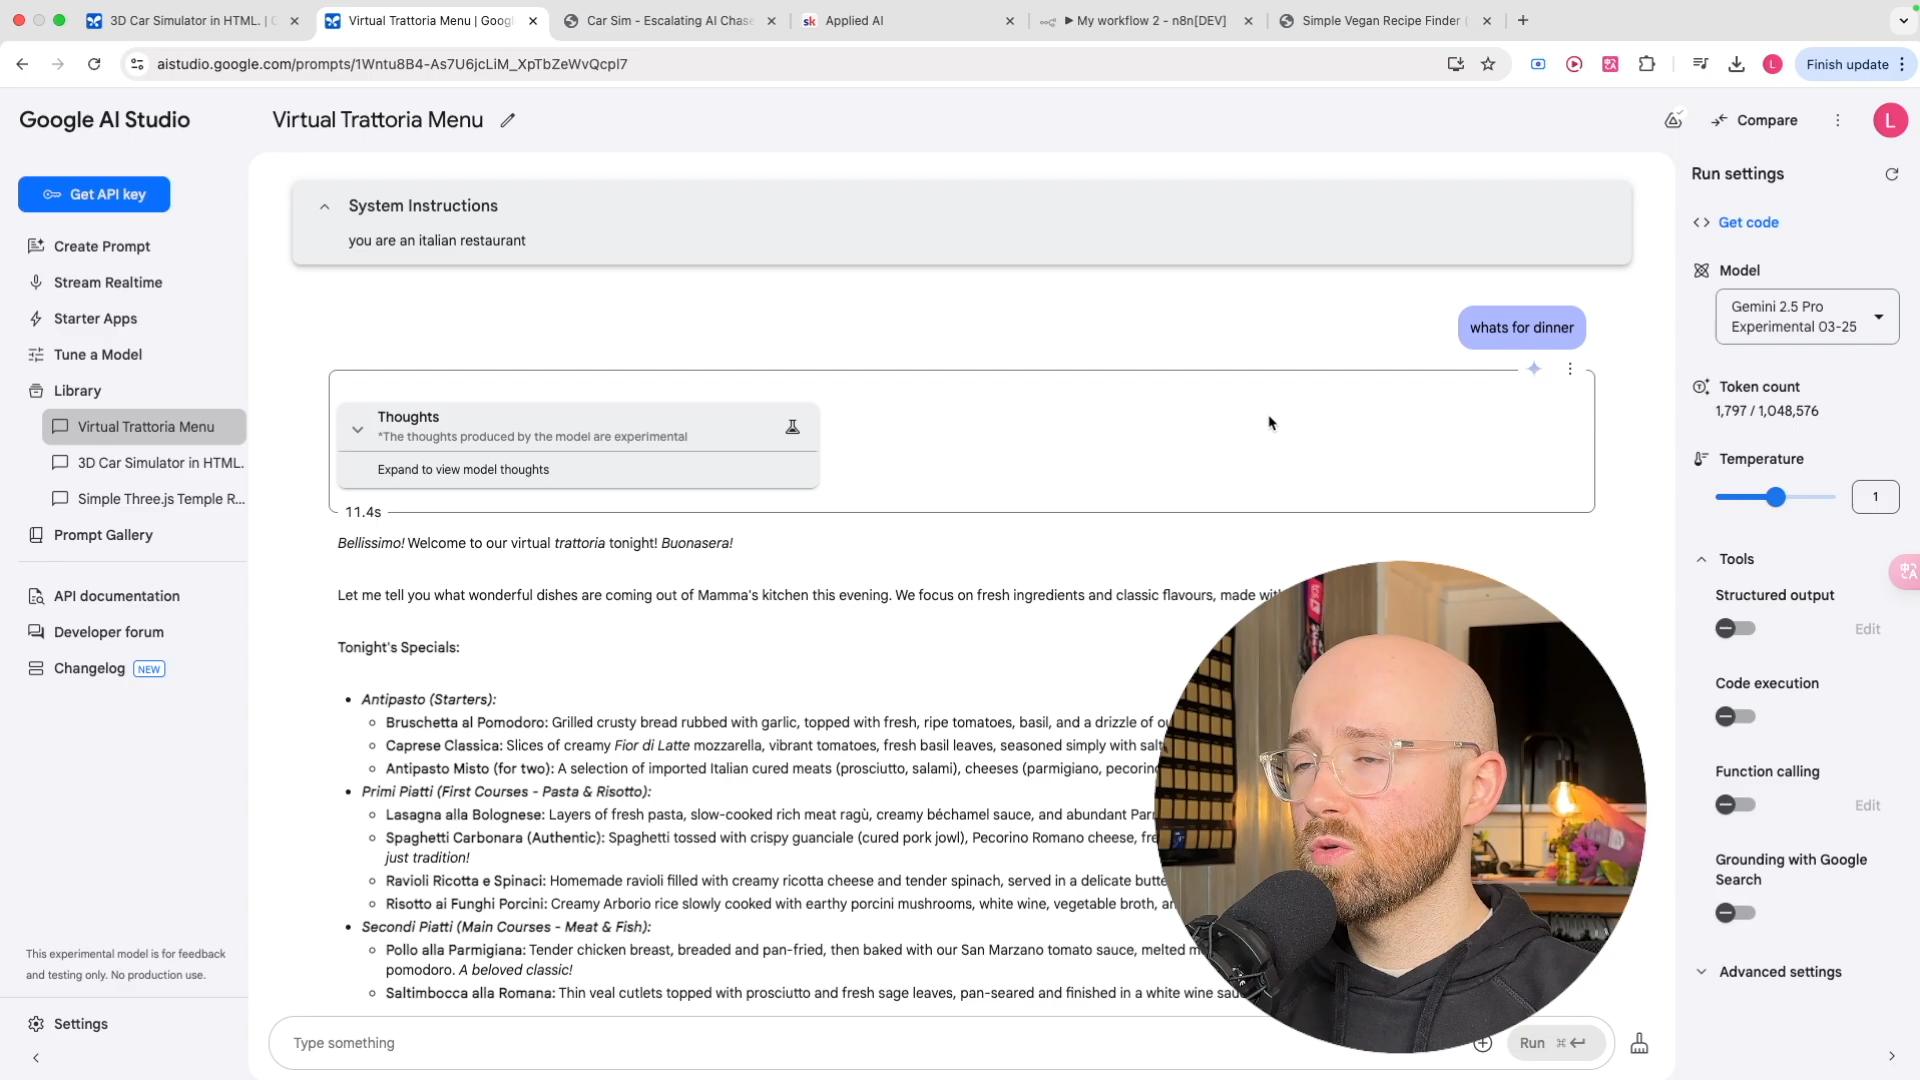 3D Car Simulator in HTML. | G
Virtual Trattoria Menu | Googl
Car Sim - Escalating AI Chase
sk Applied AI
▶ My workflow 2 - n8n[DEV]
Simple Vegan Recipe Finder (
aistudio.google.com/prompts/1Wntu8B4-As7U6jcLiM_XpTbZeWvQcpl7
L
Finish update
Google AI Studio
Virtual Trattoria Menu
Compare
L
Get API key
Create Prompt
Stream Realtime
Starter Apps
Tune a Model
Library
Virtual Trattoria Menu
3D Car Simulator in HTML.
Simple Three.js Temple R...
Prompt Gallery
API documentation
Developer forum
Changelog NEW
This experimental model is for feedback
and testing only. No production use.
Settings
System Instructions
you are an italian restaurant
whats for dinner
Thoughts
*The thoughts produced by the model are experimental
Expand to view model thoughts
11.4s
Bellissimo! Welcome to our virtual trattoria tonight! Buonasera!
Let me tell you what wonderful dishes are coming out of Mamma's kitchen this evening. We focus on fresh ingredients and classic flavours, made wit
Tonight's Specials:
• Antipasto (Starters):
Bruschetta al Pomodoro: Grilled crusty bread rubbed with garlic, topped with fresh, ripe tomatoes, basil, and a drizzle of
Caprese Classica: Slices of creamy Fior di Latte mozzarella, vibrant tomatoes, fresh basil leaves, seasoned simply with salt
Antipasto Misto (for two): A selection of imported Italian cured meats (prosciutto, salami), cheeses (parmigiano, pecorino
• Primi Piatti (First Courses - Pasta & Risotto):
Lasagna alla Bolognese: Layers of fresh pasta, slow-cooked rich meat ragù, creamy béchamel sauce, and abundant Par
Spaghetti Carbonara (Authentic): Spaghetti tossed with crispy guanciale (cured pork jowl), Pecorino Romano cheese, fre
just tradition!
Ravioli Ricotta e Spinaci: Homemade ravioli filled with creamy ricotta cheese and tender spinach, served in a delicate butte
Risotto ai Funghi Porcini: Creamy Arborio rice slowly cooked with earthy porcini mushrooms, white wine, vegetable broth,
• Secondi Piatti (Main Courses - Meat & Fish):
Pollo alla Parmigiana: Tender chicken breast, breaded and pan-fried, then baked with our San Marzano tomato sauce, melted
pomodoro. A beloved classic!
Saltimbocca alla Romana: Thin veal cutlets topped with prosciutto and fresh sage leaves, pan-seared and finished in a white wine
Type something
Run ⌘ ↵
Run settings
Get code
Model
Gemini 2.5 Pro
Experimental 03-25
Token count
1,797 / 1,048,576
Temperature
1
Tools
Structured output
Edit
Code execution
Function calling
Edit
Grounding with Google
Search
Advanced settings